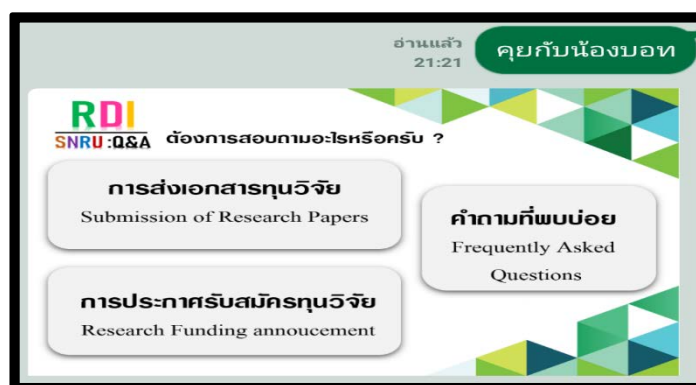 อ่านแล้ว
21:21
คุยกับน้องบอท
RDI
SNRU :Q&A
ต้องการสอบถามอะไรหรือครับ ?
การส่งเอกสารทุนวิจัย
Submission of Research Papers
คำถามที่พบบ่อย
Frequently Asked
Questions
การประกาศรับสมัครทุนวิจัย
Research Funding annoucement